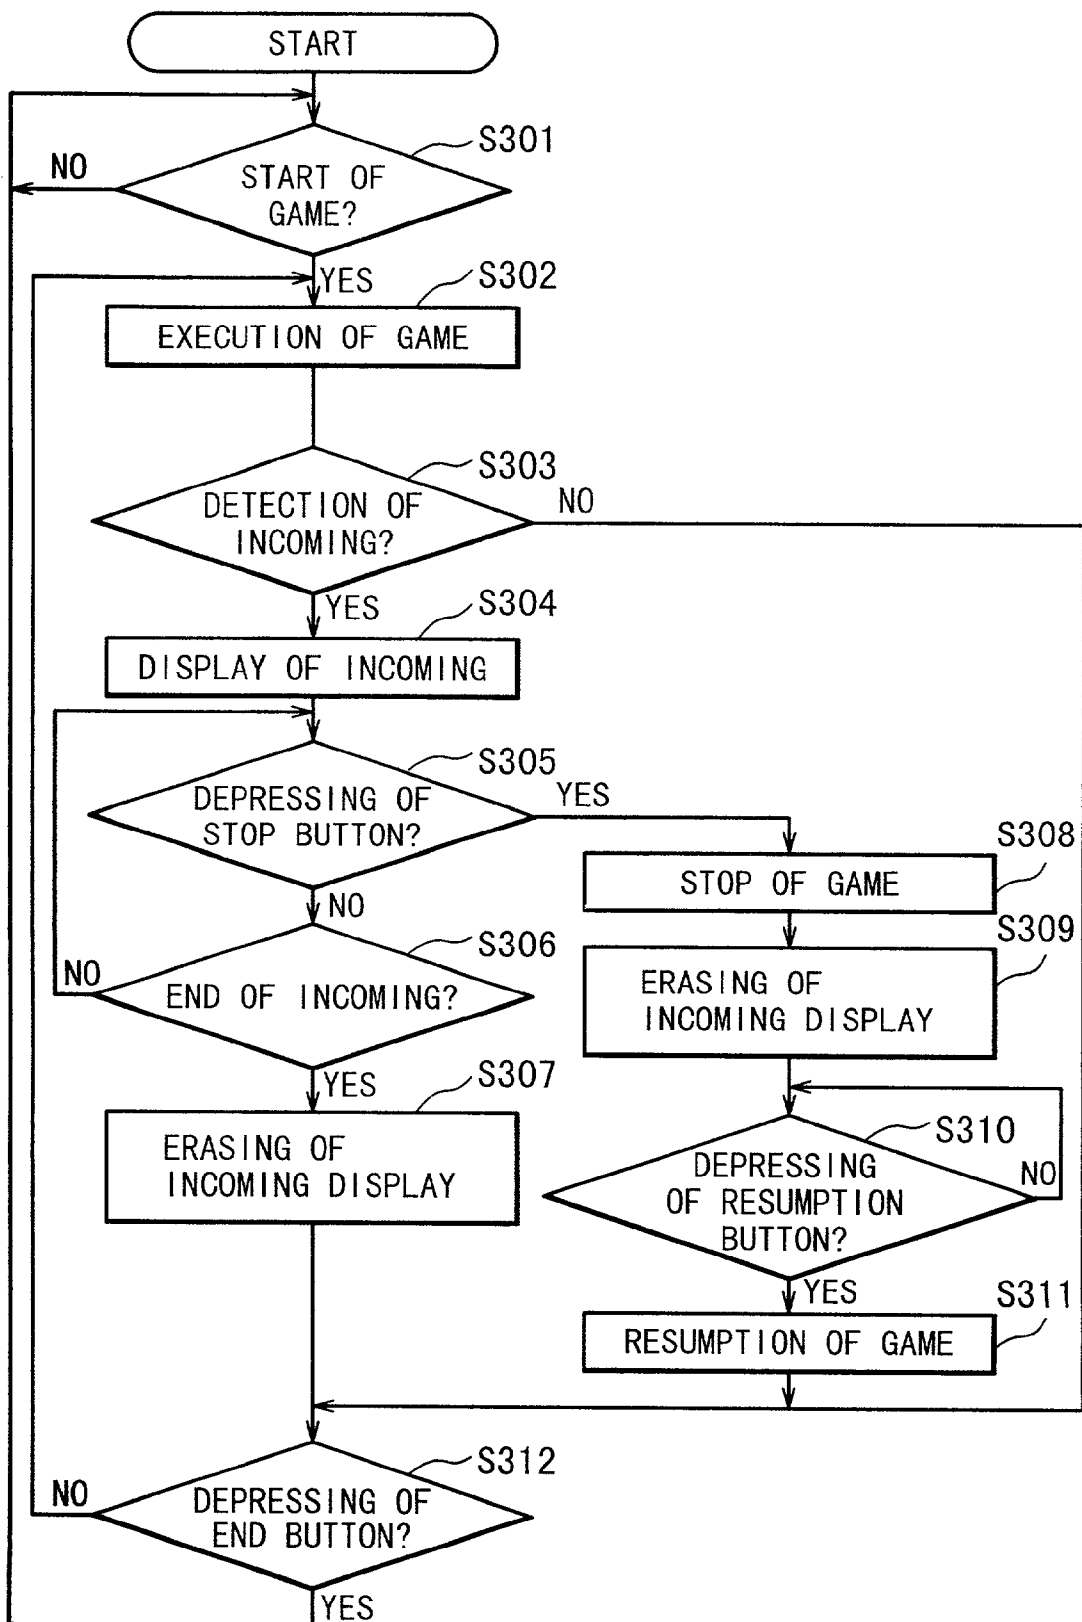 START
S301
NO
START OF
GAME?
YES
S302
EXECUTION OF GAME
S303
DETECTION OF
INCOMING?
NO
YES
S304
DISPLAY OF INCOMING
S305
DEPRESSING OF
STOP BUTTON?
YES
NO
S308
STOP OF GAME
S306
NO
END OF INCOMING?
S309
ERASING OF
INCOMING DISPLAY
YES
S307
ERASING OF
INCOMING DISPLAY
S310
DEPRESSING
OF RESUMPTION
BUTTON?
NO
YES
S311
RESUMPTION OF GAME
S312
NO
DEPRESSING OF
END BUTTON?
YES